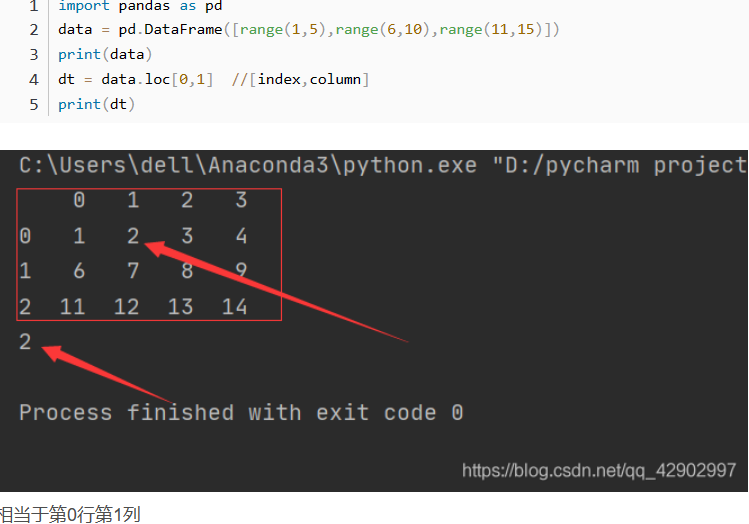 1 import pandas as pd
2 data = pd.DataFrame([range(1,5),range(6,10),range(11,15)])
3 print(data)
4 dt = data.loc[0,1]  //[index,column]
5 print(dt)
C:\Users\dell\Anaconda3\python.exe "D:/pycharm project
0 1 2 3
0 1 2 3 4
1 6 7 8 9
2 11 12 13 14
2
Process finished with exit code 0
https://blog.csdn.net/qq_42902997
相当于第0行第1列